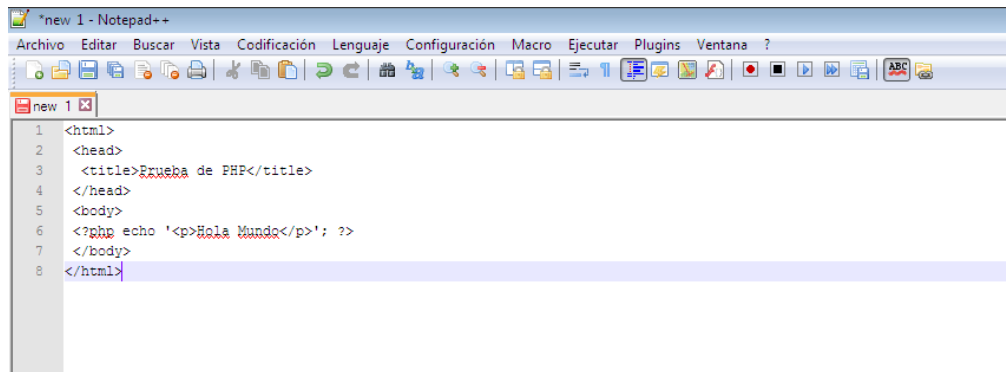 *new 1 - Notepad++
Archivo Editar Buscar Vista Codificación Lenguaje Configuración Macro Ejecutar Plugins Ventana ?
ABC
new 1
1 <html>
2 <head>
3 <title>Prueba de PHP</title>
4 </head>
5 <body>
6 <?php echo '<p>Hola Mundo</p>'; ?>
7 </body>
8 </html>